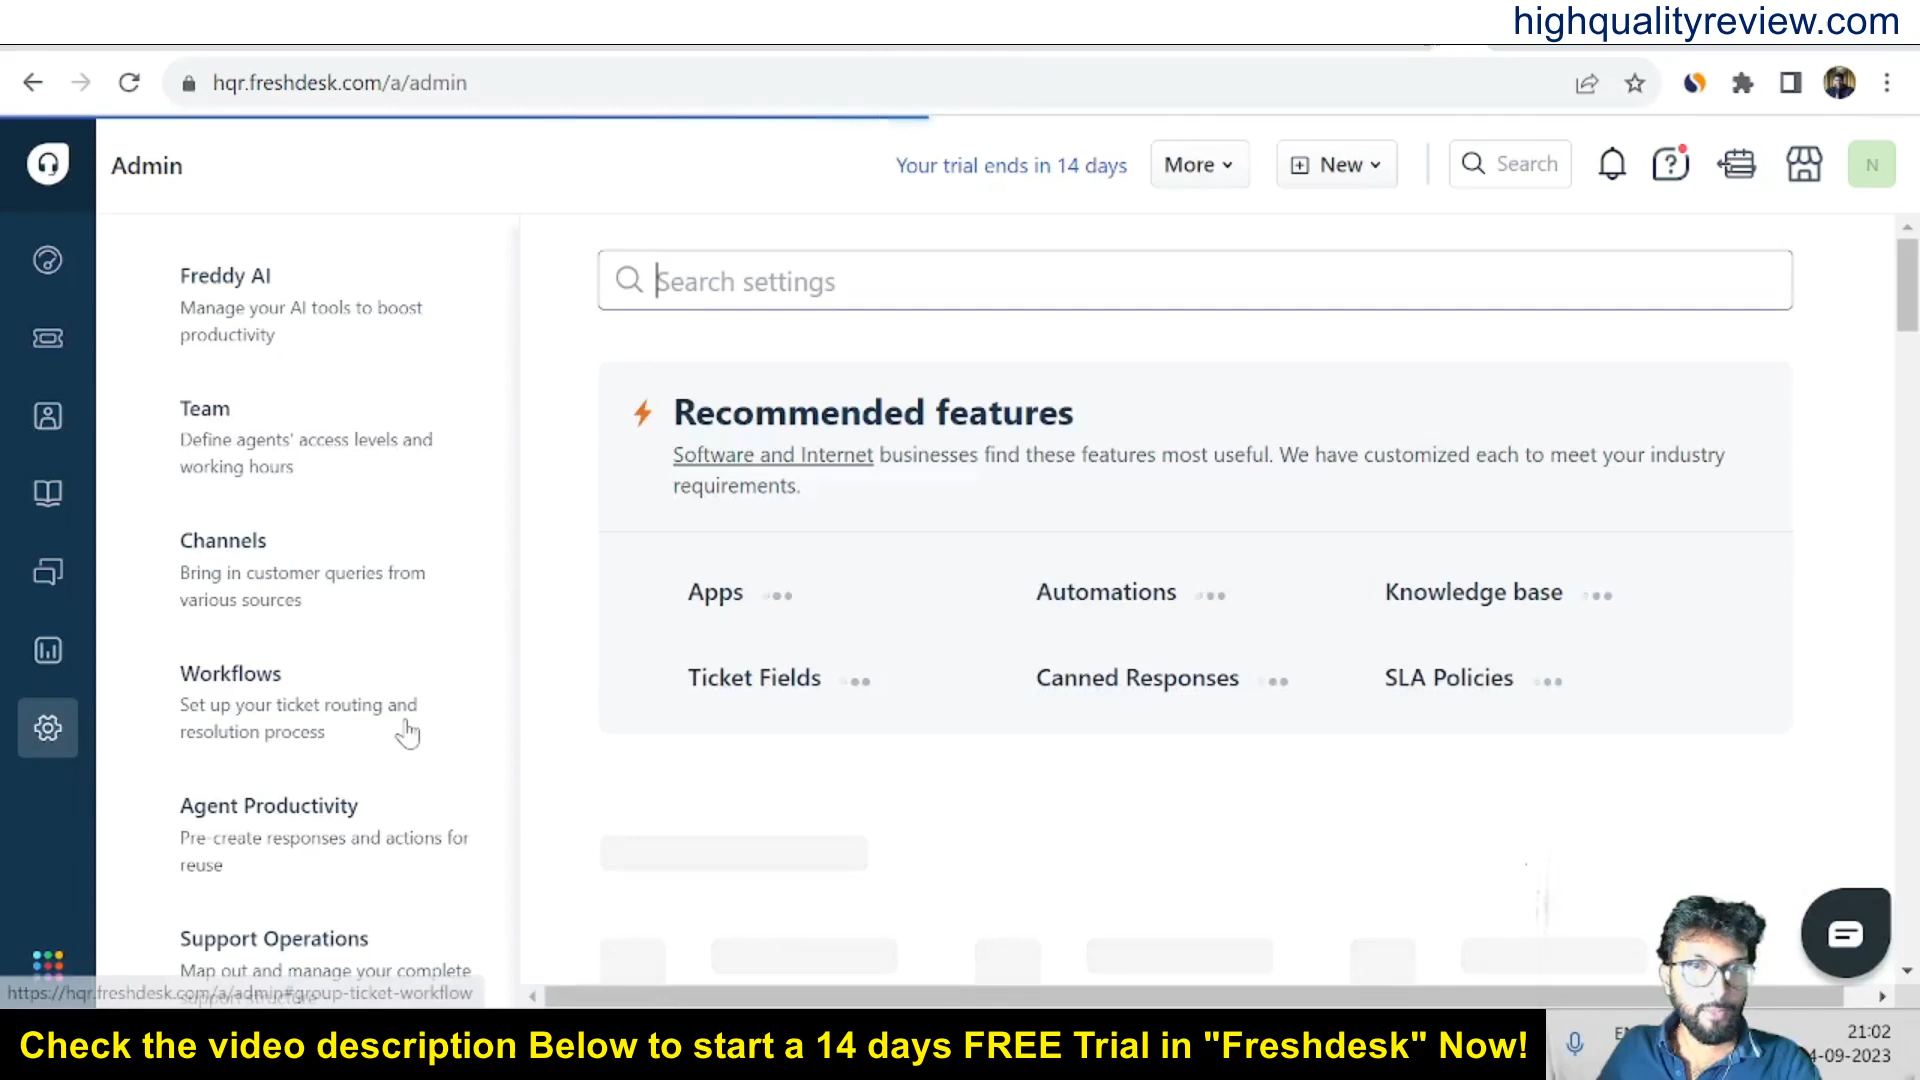 highqualityreview.com
hqr.freshdesk.com/a/admin
Admin
Your trial ends in 14 days
More
New
Search
N
Freddy AI
Manage your AI tools to boost
productivity
Team
Define agents' access levels and
working hours
Channels
Bring in customer queries from
various sources
Workflows
Set up your ticket routing and
resolution process
Agent Productivity
Pre-create responses and actions for
reuse
Support Operations
Map out and manage your complete
https://hqr.freshdesk.com/a/admin#group-ticket-workflow
Search settings
Recommended features
Software and Internet businesses find these features most useful. We have customized each to meet your industry
requirements.
Apps
Automations
Knowledge base
Ticket Fields
Canned Responses
SLA Policies
Check the video description Below to start a 14 days FREE Trial in "Freshdesk" Now!
21:02
4-09-2023